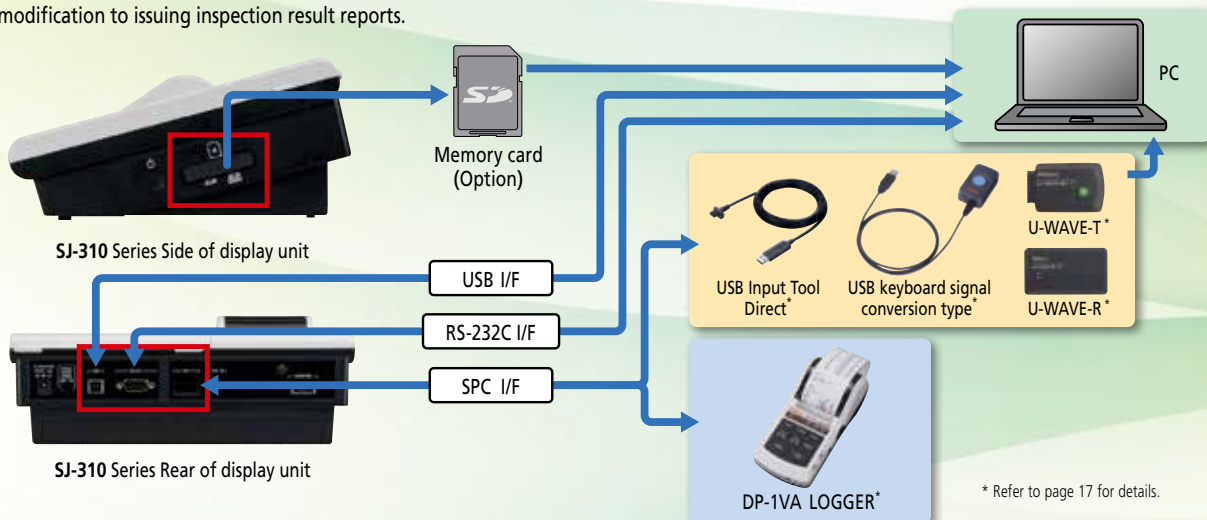 modification to issuing inspection result reports.
SD
Memory card
(Option)
PC
SJ-310 Series Side of display unit
USB I/F
RS-232C I/F
SPC I/F
USB Input Tool
Direct*
USB keyboard signal
conversion type*
U-WAVE-T*
U-WAVE-R*
SJ-310 Series Rear of display unit
DP-1VA LOGGER*
* Refer to page 17 for details.